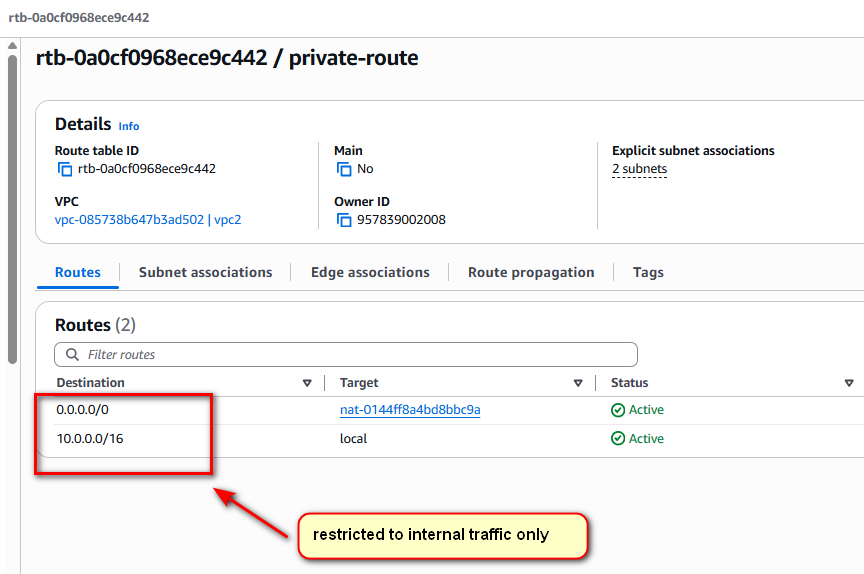 rtb-0a0cf0968ece9c442
rtb-0a0cf0968ece9c442 / private-route
Details Info
Route table ID
rtb-0a0cf0968ece9c442
Main
No
Explicit subnet associations
2 subnets
VPC
vpc-085738b647b3ad502 | vpc2
Owner ID
957839002008
Routes Subnet associations Edge associations Route propagation Tags
Routes (2)
Filter routes
Destination Target Status
0.0.0.0/0 nat-0144ff8a4bd8bbc9a Active
10.0.0.0/16 local Active
restricted to internal traffic only